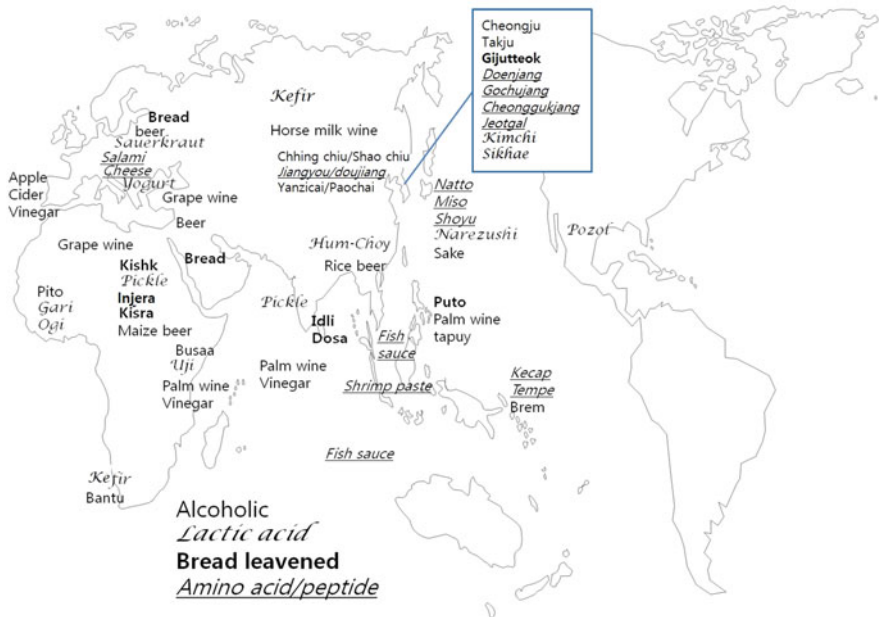 Cheongju
Takju
Gijutteok
Doenjang
Gochujang
Cheonggukjang
Jeotgal
Kimchi
Sikhae
Kefir
Bread
beer
Sauerkraut
Salami
Cheese
Yogurt
Horse milk wine
Chhing chiu/Shao chiu
Jiangyou/doujiang
Yanzicai/Paochai
Apple
Cider
Vinegar
Grape wine
Beer
Natto
Miso
Shoyu
Narezushi
Sake
Pozol
Grape wine
Bread
Hum-Choy
Rice beer
Kishk
Pickle
Injera
Kisra
Maize beer
Pito
Gari
Ogi
Pickle
Idli
Dosa
Puto
Palm wine
tapuy
Fish
sauce
Busaa
Uji
Palm wine
Vinegar
Palm wine
Vinegar
Shrimp paste
Kecap
Tempe
Brem
Fish sauce
Kefir
Bantu
Alcoholic
Lactic acid
Bread leavened
Amino acid/peptide